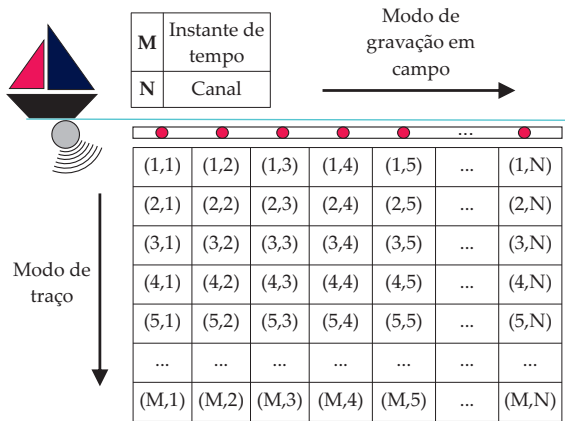 M Instante de tempo
N Canal
Modo de
gravação em
campo
...
(1,1) (1,2) (1,3) (1,4) (1,5) ... (1,N)
(2,1) (2,2) (2,3) (2,4) (2,5) ... (2,N)
(3,1) (3,2) (3,3) (3,4) (3,5) ... (3,N)
(4,1) (4,2) (4,3) (4,4) (4,5) ... (4,N)
(5,1) (5,2) (5,3) (5,4) (5,5) ... (5,N)
... ... ... ... ... ... ...
(M,1) (M,2) (M,3) (M,4) (M,5) ... (M,N)
Modo de
traço